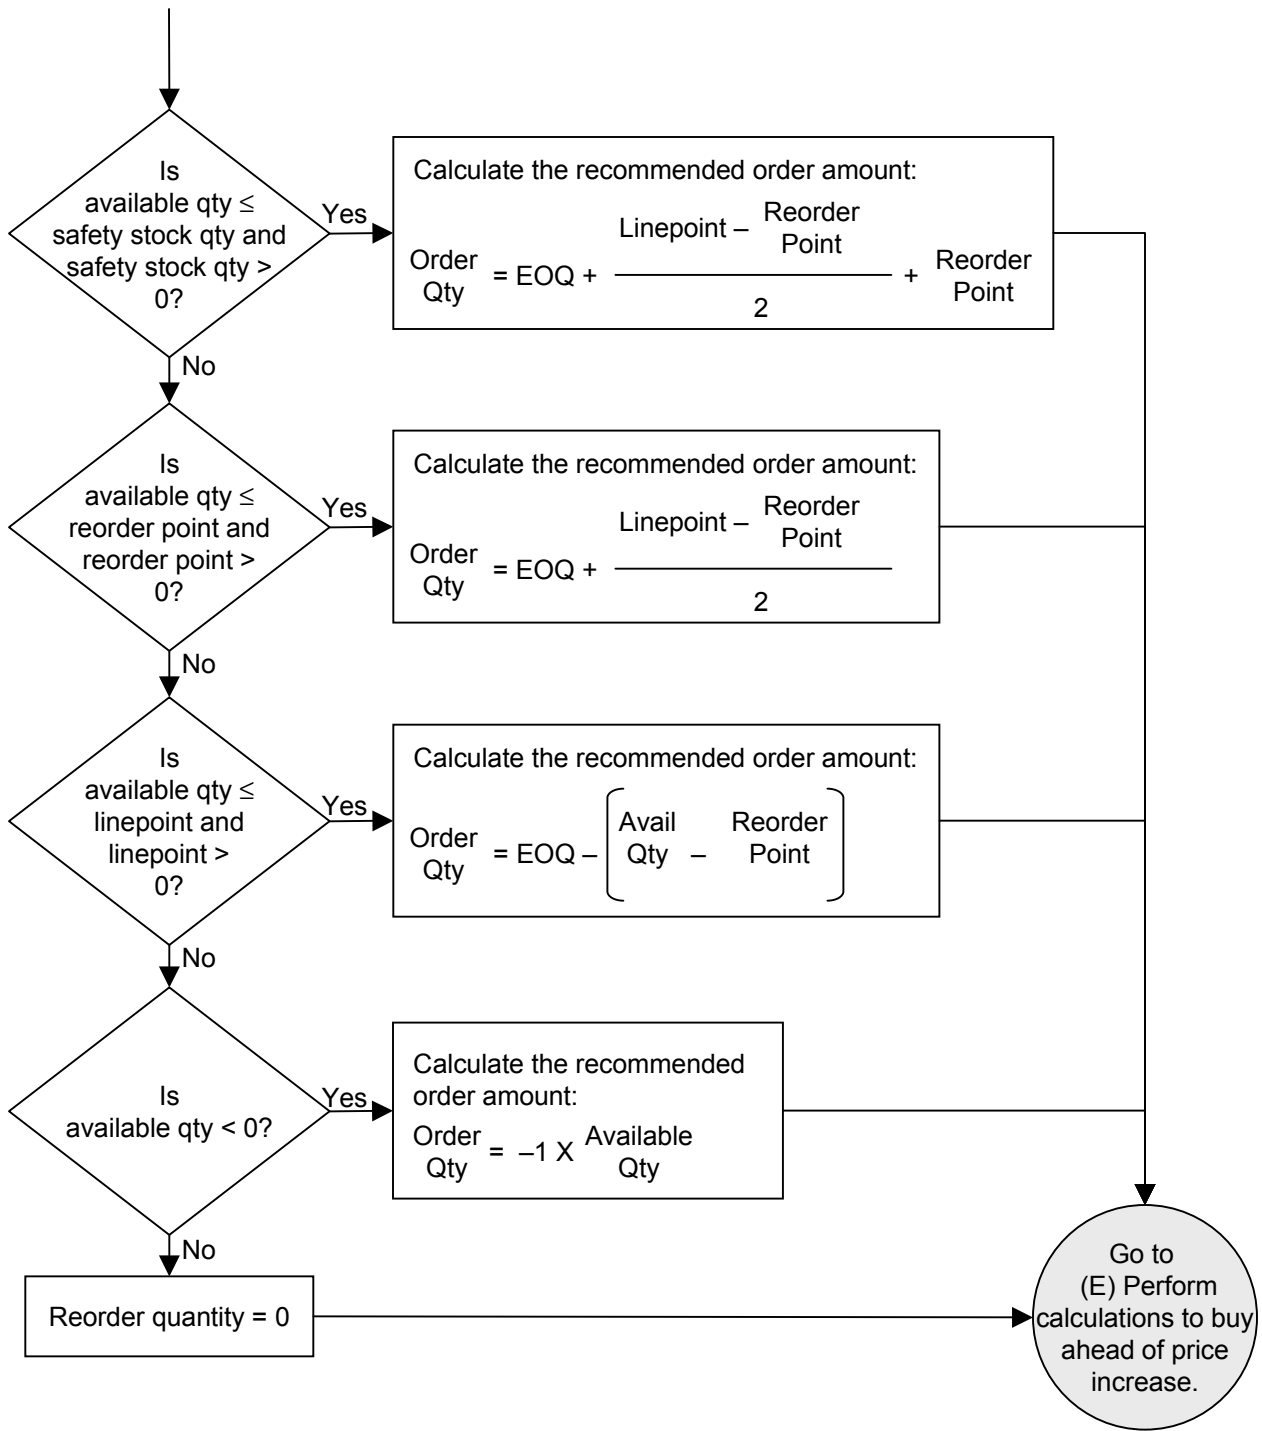 Is
available qty ≤
safety stock qty and
safety stock qty >
0?
Yes
Calculate the recommended order amount:
Linepoint – Reorder
Point
Order
Qty
= EOQ +
2
+
Reorder
Point
No
Is
available qty ≤
reorder point and
reorder point >
0?
Yes
Calculate the recommended order amount:
Linepoint – Reorder
Point
Order
Qty
= EOQ +
2
No
Is
available qty ≤
linepoint and
linepoint >
0?
Yes
Calculate the recommended order amount:
Order
Qty
= EOQ –
Avail
Qty
–
Reorder
Point
No
Is
available qty < 0?
Yes
Calculate the recommended
order amount:
Order
Qty
= –1 X
Available
Qty
No
Reorder quantity = 0
Go to
(E) Perform
calculations to buy
ahead of price
increase.